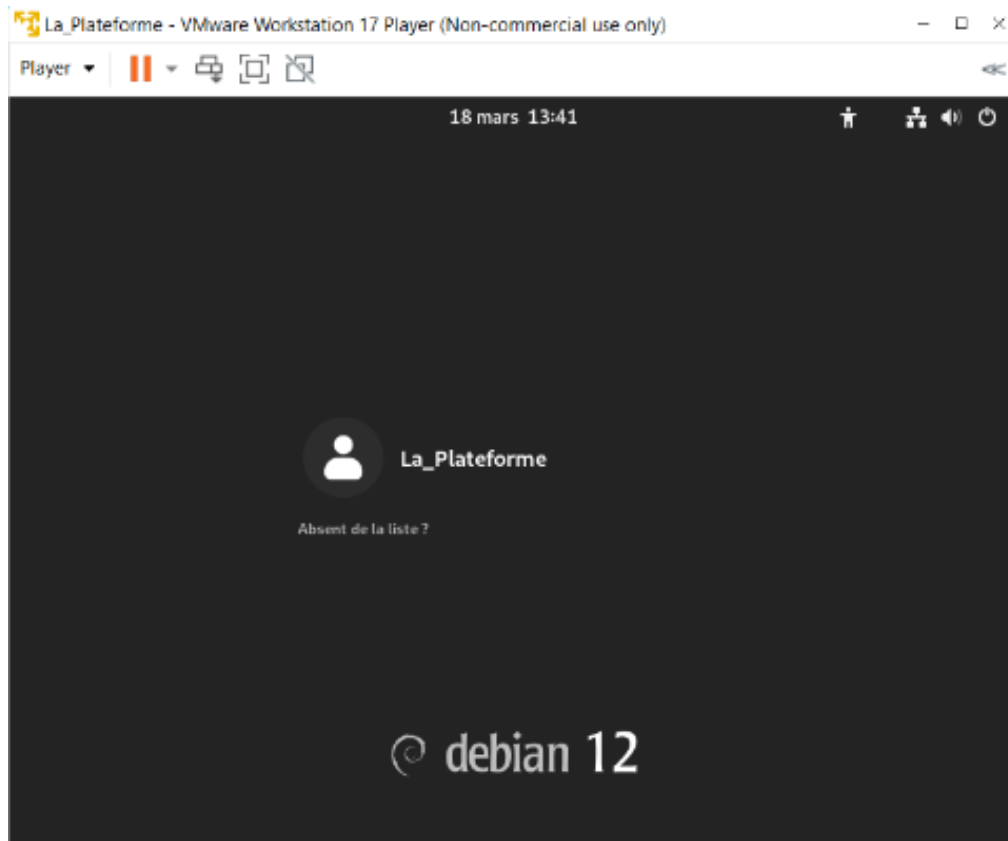 La_Plateforme - VMware Workstation 17 Player (Non-commercial use only)
Player
18 mars 13:41
La_Plateforme
Absent de la liste ?
debian 12